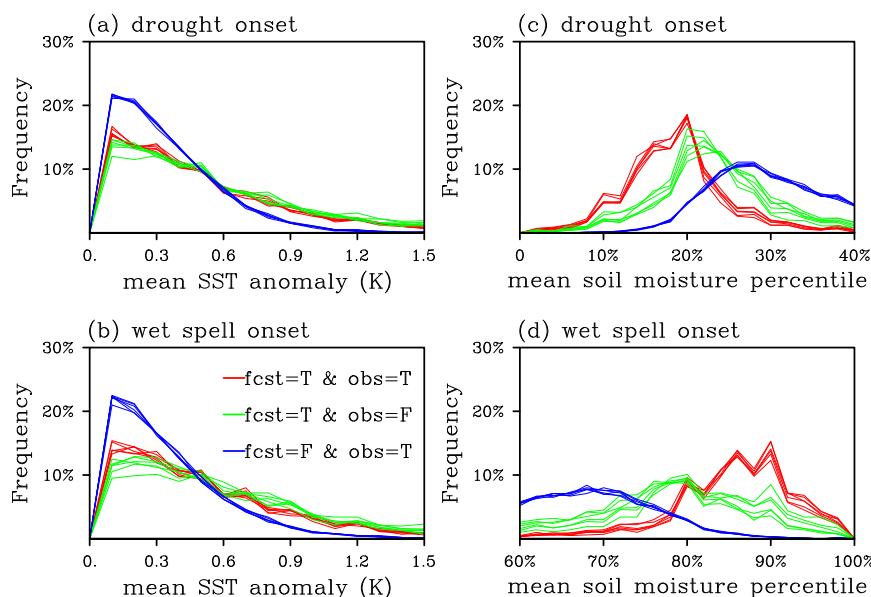 (a) drought onset
30%
20%
10%
Frequency
0.
0.3
0.6
0.9
1.2
1.5
mean SST anomaly (K)
(c) drought onset
30%
20%
10%
Frequency
0
10%
20%
30%
40%
mean soil moisture percentile
(b) wet spell onset
30%
20%
10%
Frequency
fcst=T & obs=T
fcst=T & obs=F
fcst=F & obs=T
0.
0.3
0.6
0.9
1.2
1.5
mean SST anomaly (K)
(d) wet spell onset
30%
20%
10%
Frequency
60%
70%
80%
90%
100%
mean soil moisture percentile